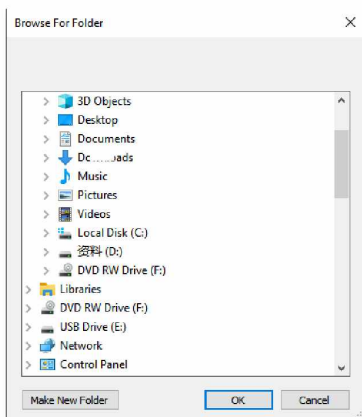 Browse For Folder
3D Objects
Desktop
Documents
Music
Pictures
Videos
Local Disk (C:)
资料 (D:)
DVD RW Drive (F:)
Libraries
DVD RW Drive (F:)
USB Drive (E:)
Network
Control Panel
Make New Folder
OK
Cancel